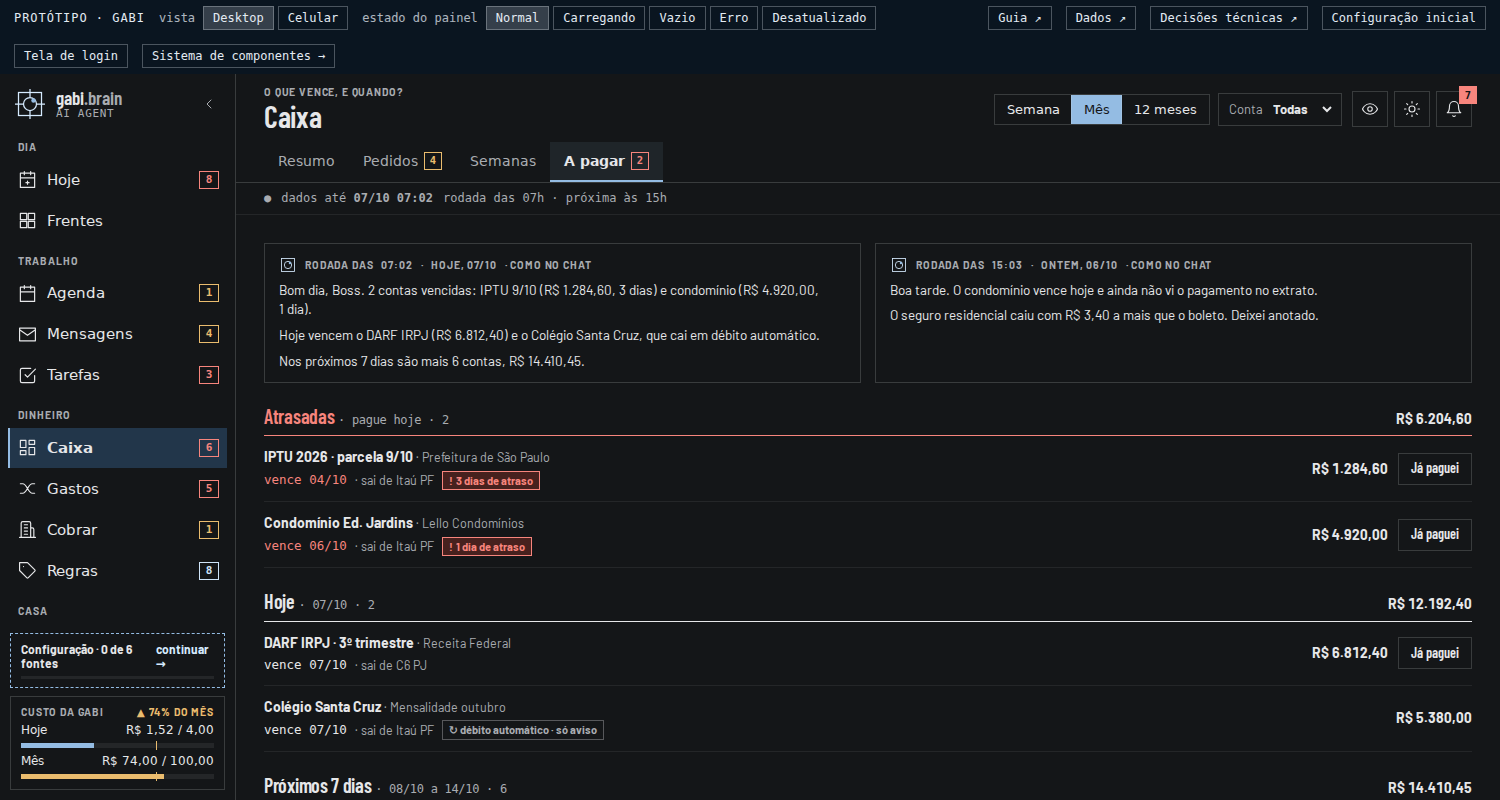 PROTÓTIPO · GABI vista Desktop Celular estado do painel Normal Carregando Vazio Erro Desatualizado Guia ↗ Dados ↗ Decisões técnicas ↗ Configuração inicial
Tela de login Sistema de componentes →
gabi.brain
AI AGENT
DIA
Hoje 8
Frentes
TRABALHO
Agenda 1
Mensagens 4
Tarefas 3
DINHEIRO
Caixa 6
Gastos 5
Cobrar 1
Regras 8
CASA
Configuração · 0 de 6 fontes continuar →
CUSTO DA GABI ▲ 74% DO MÊS
Hoje R$ 1,52 / 4,00
Mês R$ 74,00 / 100,00
O QUE VENCE, E QUANDO?
Caixa
Semana Mês 12 meses Conta Todas 7
Resumo Pedidos 4 Semanas A pagar 2
● dados até 07/10 07:02 rodada das 07h · próxima às 15h
RODADA DAS 07:02 · HOJE, 07/10 · COMO NO CHAT
Bom dia, Boss. 2 contas vencidas: IPTU 9/10 (R$ 1.284,60, 3 dias) e condomínio (R$ 4.920,00,
1 dia).
Hoje vencem o DARF IRPJ (R$ 6.812,40) e o Colégio Santa Cruz, que cai em débito automático.
Nos próximos 7 dias são mais 6 contas, R$ 14.410,45.
RODADA DAS 15:03 · ONTEM, 06/10 · COMO NO CHAT
Boa tarde. O condomínio vence hoje e ainda não vi o pagamento no extrato.
O seguro residencial caiu com R$ 3,40 a mais que o boleto. Deixei anotado.
Atrasadas · pague hoje · 2 R$ 6.204,60
IPTU 2026 · parcela 9/10 · Prefeitura de São Paulo
vence 04/10 · sai de Itaú PF ! 3 dias de atraso R$ 1.284,60 Já paguei
Condomínio Ed. Jardins · Lello Condomínios
vence 06/10 · sai de Itaú PF ! 1 dia de atraso R$ 4.920,00 Já paguei
Hoje · 07/10 · 2 R$ 12.192,40
DARF IRPJ · 3º trimestre · Receita Federal
vence 07/10 · sai de C6 PJ R$ 6.812,40 Já paguei
Colégio Santa Cruz · Mensalidade outubro
vence 07/10 · sai de Itaú PF ↻ débito automático · só aviso R$ 5.380,00
Próximos 7 dias · 08/10 a 14/10 · 6 R$ 14.410,45